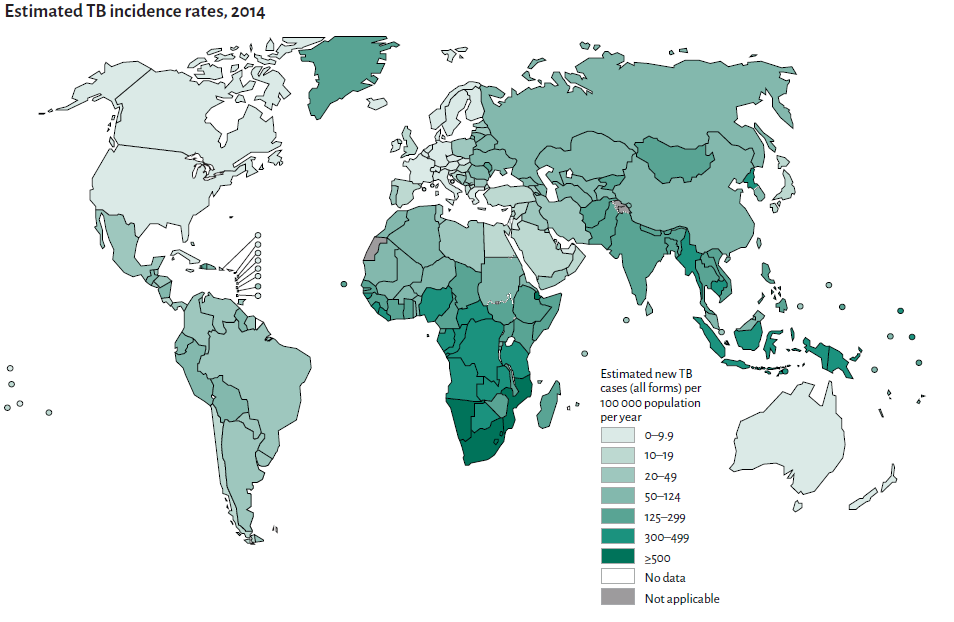 Estimated TB incidence rates, 2014
Estimated new TB
cases (all forms) per
100 000 population
per year
0–9.9
10–19
20–49
50–124
125–299
300–499
≥500
No data
Not applicable